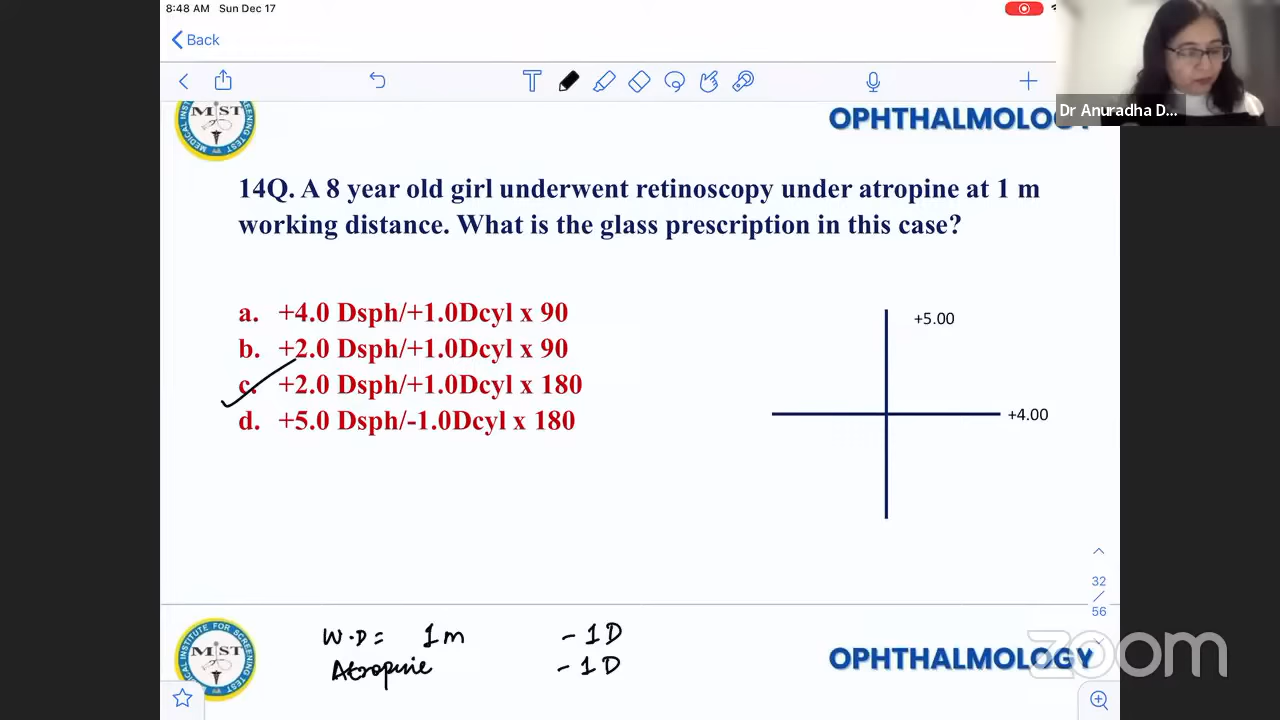 8:48 AM Sun Dec 17
Back
Dr Anuradha D...
MIST
OPHTHALMOLOGY
14Q. A 8 year old girl underwent retinoscopy under atropine at 1 m
working distance. What is the glass prescription in this case?
a. +4.0 Dsph/+1.0Dcyl x 90
b. +2.0 Dsph/+1.0Dcyl x 90
c. +2.0 Dsph/+1.0Dcyl x 180
d. +5.0 Dsph/-1.0Dcyl x 180
+5.00
+4.00
32
/
56
W.D = 1m - 1D
Atropine - 1D
MIST
OPHTHALMOLOGY
zoom